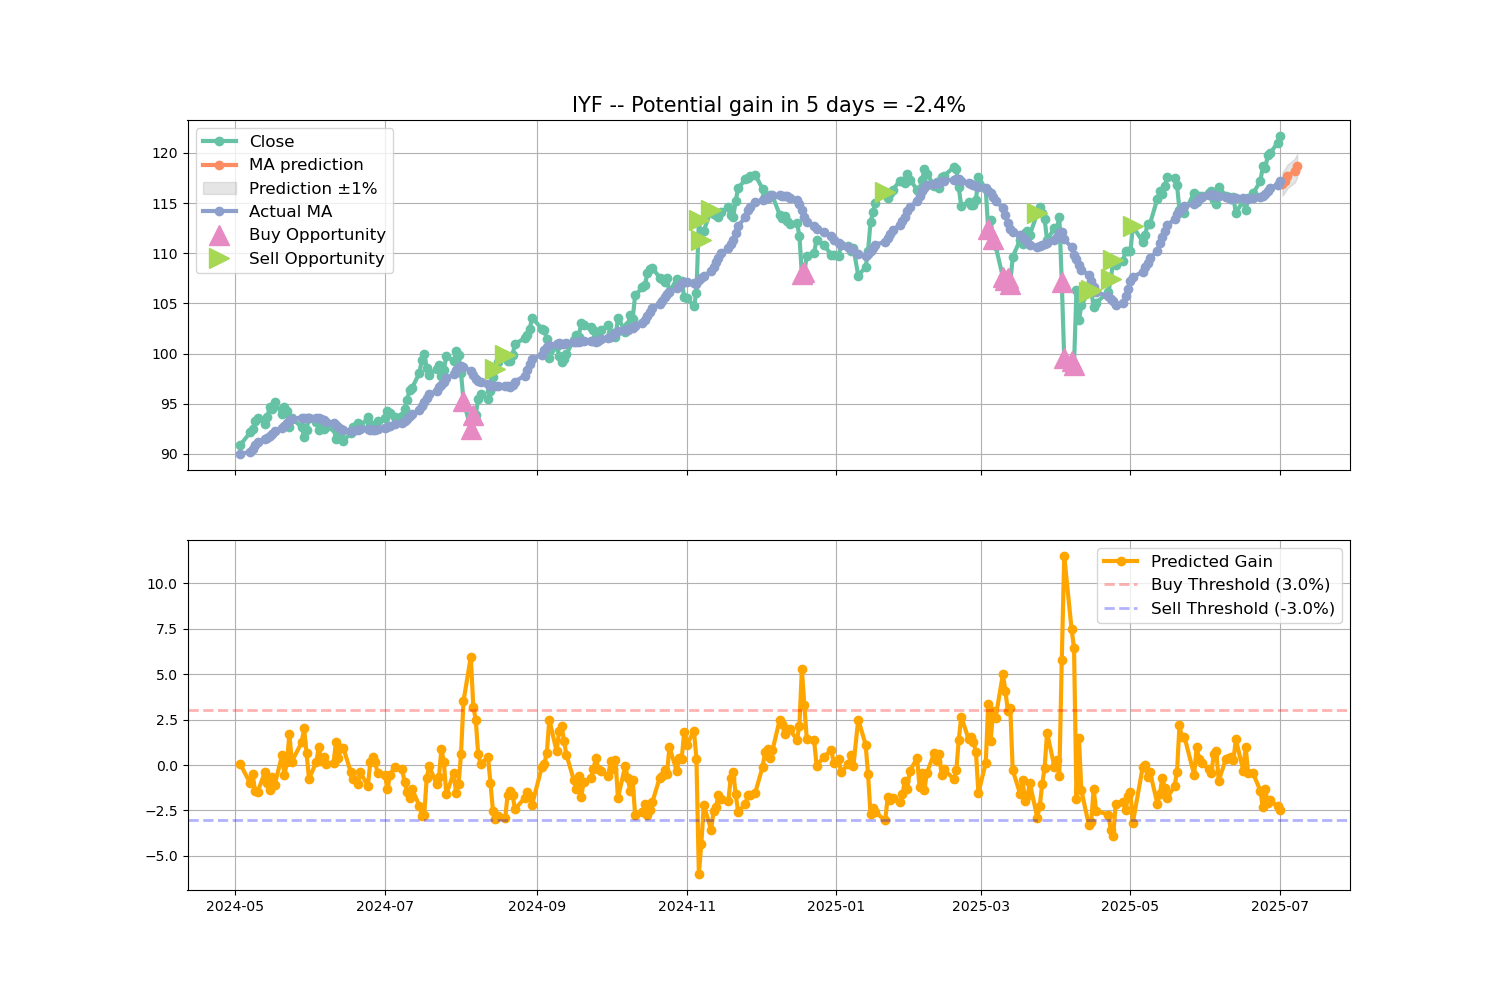 IYF -- Potential gain in 5 days = -2.4%
Close
MA prediction
Prediction ±1%
Actual MA
Buy Opportunity
Sell Opportunity
120
115
110
105
100
95
90
Predicted Gain
Buy Threshold (3.0%)
Sell Threshold (-3.0%)
10.0
7.5
5.0
2.5
0.0
−2.5
−5.0
2024-05 2024-07 2024-09 2024-11 2025-01 2025-03 2025-05 2025-07